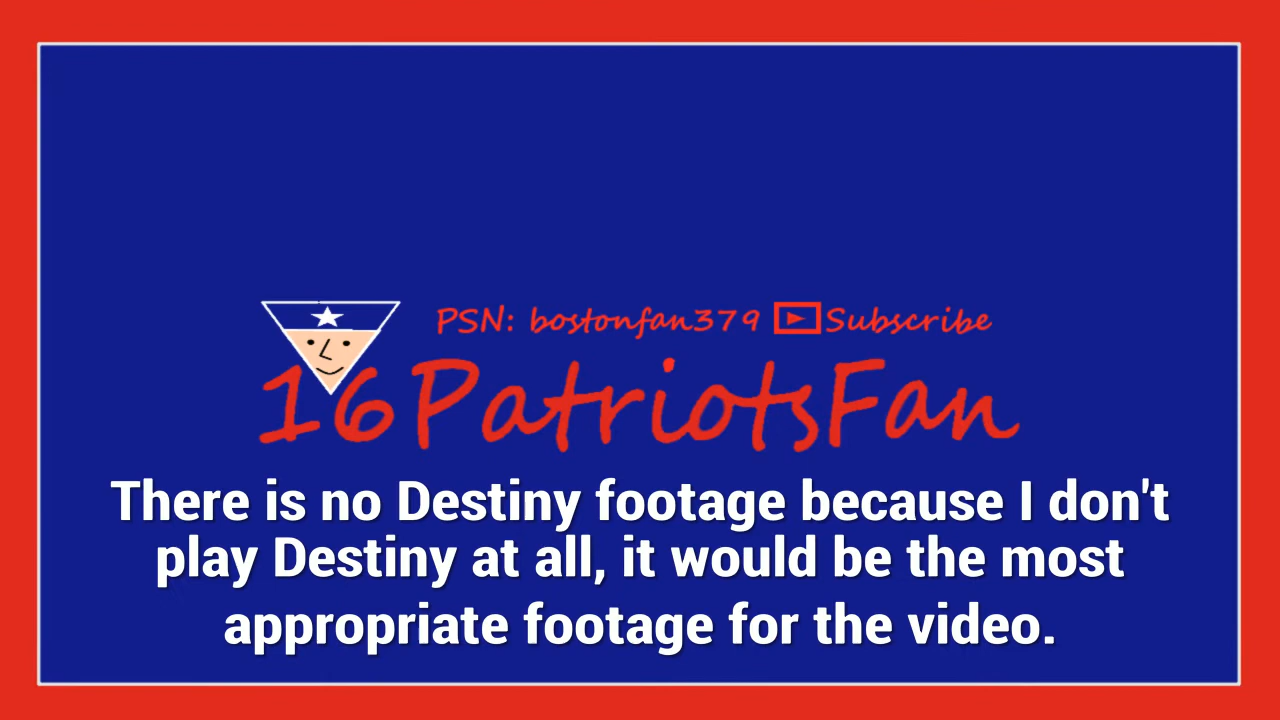 PSN: bostonfan379 Subscribe
16PatriotsFan
There is no Destiny footage because I don't
play Destiny at all, it would be the most
appropriate footage for the video.